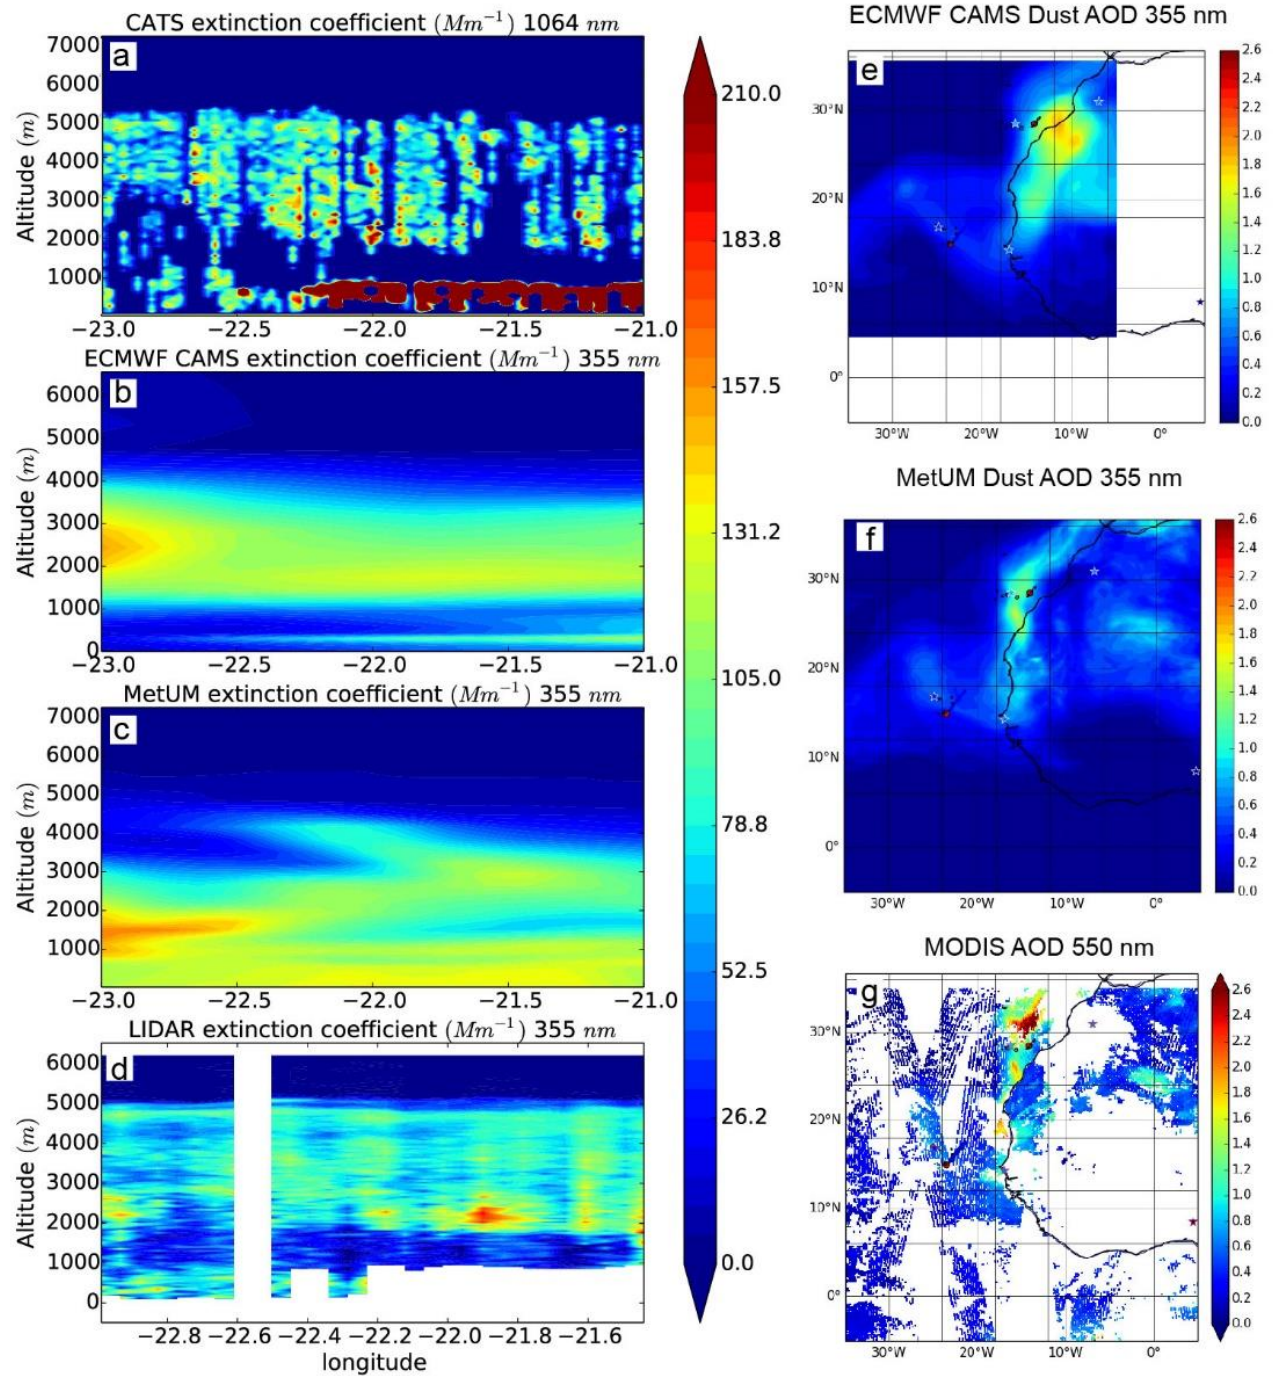 CATS extinction coefficient (Mm⁻¹) 1064 nm
a
7000
6000
5000
4000
3000
2000
1000
Altitude (m)
−23.0 −22.5 −22.0 −21.5 −21.0
ECMWF CAMS extinction coefficient (Mm⁻¹) 355 nm
b
6000
5000
4000
3000
2000
1000
0
Altitude (m)
−23.0 −22.5 −22.0 −21.5 −21.0
MetUM extinction coefficient (Mm⁻¹) 355 nm
c
7000
6000
5000
4000
3000
2000
1000
Altitude (m)
−23.0 −22.5 −22.0 −21.5 −21.0
LIDAR extinction coefficient (Mm⁻¹) 355 nm
d
6000
5000
4000
3000
2000
1000
0
Altitude (m)
−22.8 −22.6 −22.4 −22.2 −22.0 −21.8 −21.6
longitude
210.0
183.8
157.5
131.2
105.0
78.8
52.5
26.2
0.0
ECMWF CAMS Dust AOD 355 nm
e
30°N
20°N
10°N
0°
30°W 20°W 10°W 0°
2.6
2.4
2.2
2.0
1.8
1.6
1.4
1.2
1.0
0.8
0.6
0.4
0.2
0.0
MetUM Dust AOD 355 nm
f
30°N
20°N
10°N
0°
30°W 20°W 10°W 0°
2.6
2.4
2.2
2.0
1.8
1.6
1.4
1.2
1.0
0.8
0.6
0.4
0.2
0.0
MODIS AOD 550 nm
g
30°N
20°N
10°N
0°
30°W 20°W 10°W 0°
2.6
2.4
2.2
2.0
1.8
1.6
1.4
1.2
1.0
0.8
0.6
0.4
0.2
0.0